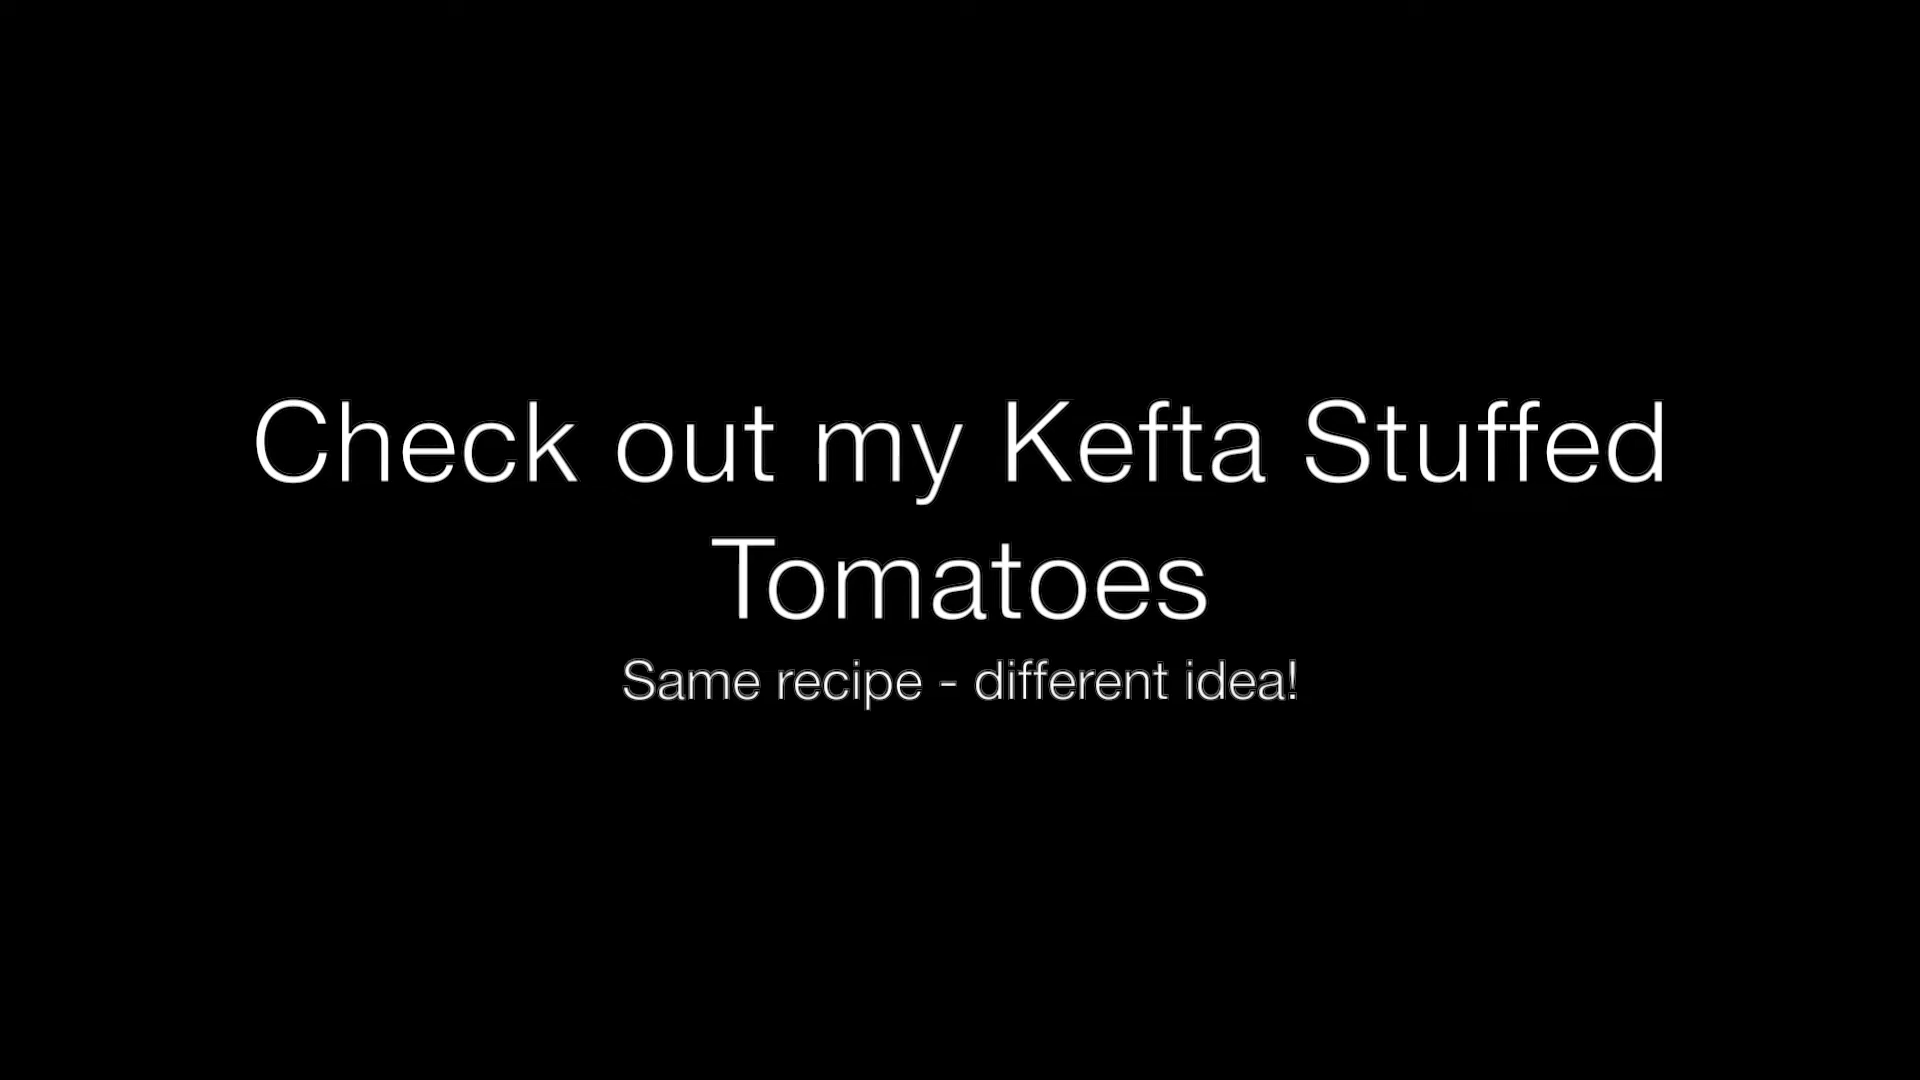 Check out my Kefta Stuffed
Tomatoes
Same recipe - different idea!